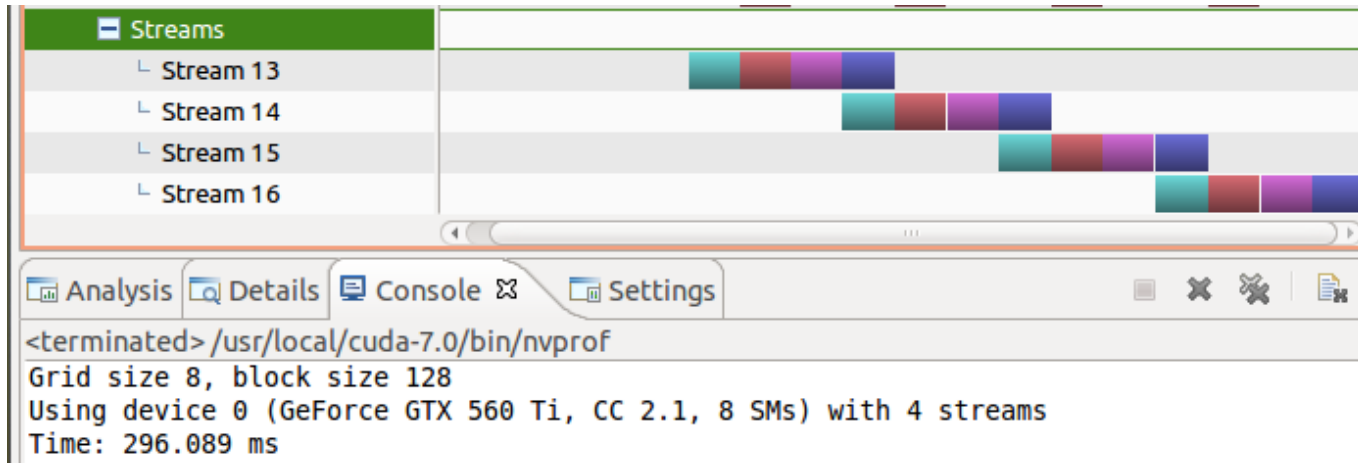 Streams
Stream 13
Stream 14
Stream 15
Stream 16
Analysis Details Console Settings
<terminated> /usr/local/cuda-7.0/bin/nvprof
Grid size 8, block size 128
Using device 0 (GeForce GTX 560 Ti, CC 2.1, 8 SMs) with 4 streams
Time: 296.089 ms